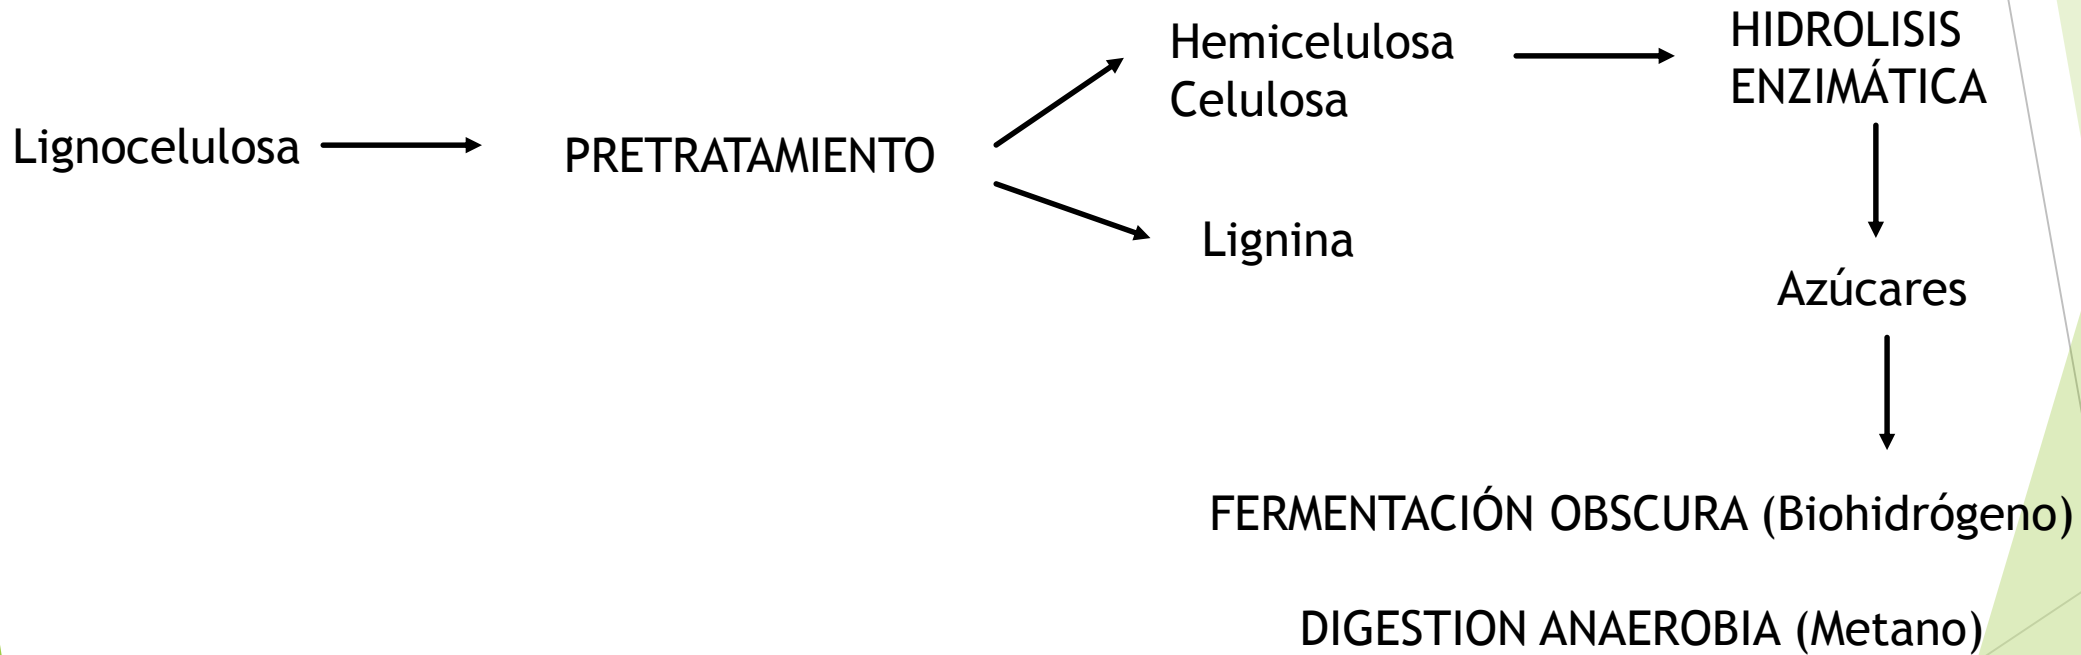 Lignocelulosa
PRETRATAMIENTO
Hemicelulosa
Celulosa
Lignina
HIDROLISIS
ENZIMÁTICA
Azúcares
FERMENTACIÓN OBSCURA (Biohidrógeno)
DIGESTION ANAEROBIA (Metano)